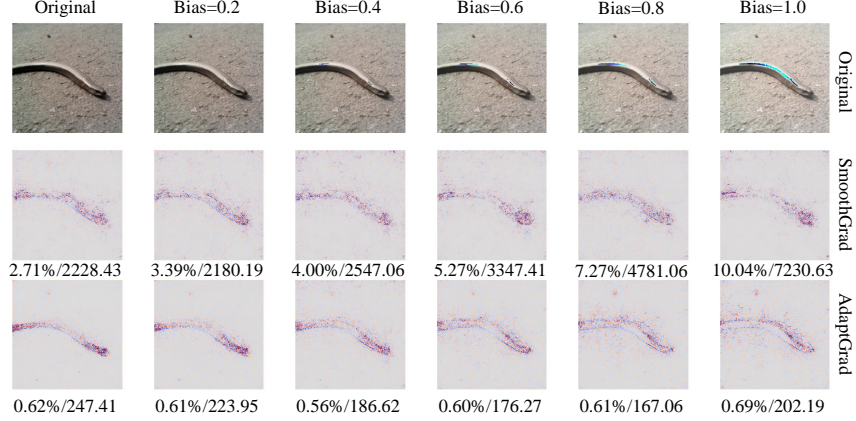 Original Bias=0.2 Bias=0.4 Bias=0.6 Bias=0.8 Bias=1.0
Original
SmoothGrad
2.71%/2228.43 3.39%/2180.19 4.00%/2547.06 5.27%/3347.41 7.27%/4781.06 10.04%/7230.63
AdaptGrad
0.62%/247.41 0.61%/223.95 0.56%/186.62 0.60%/176.27 0.61%/167.06 0.69%/202.19